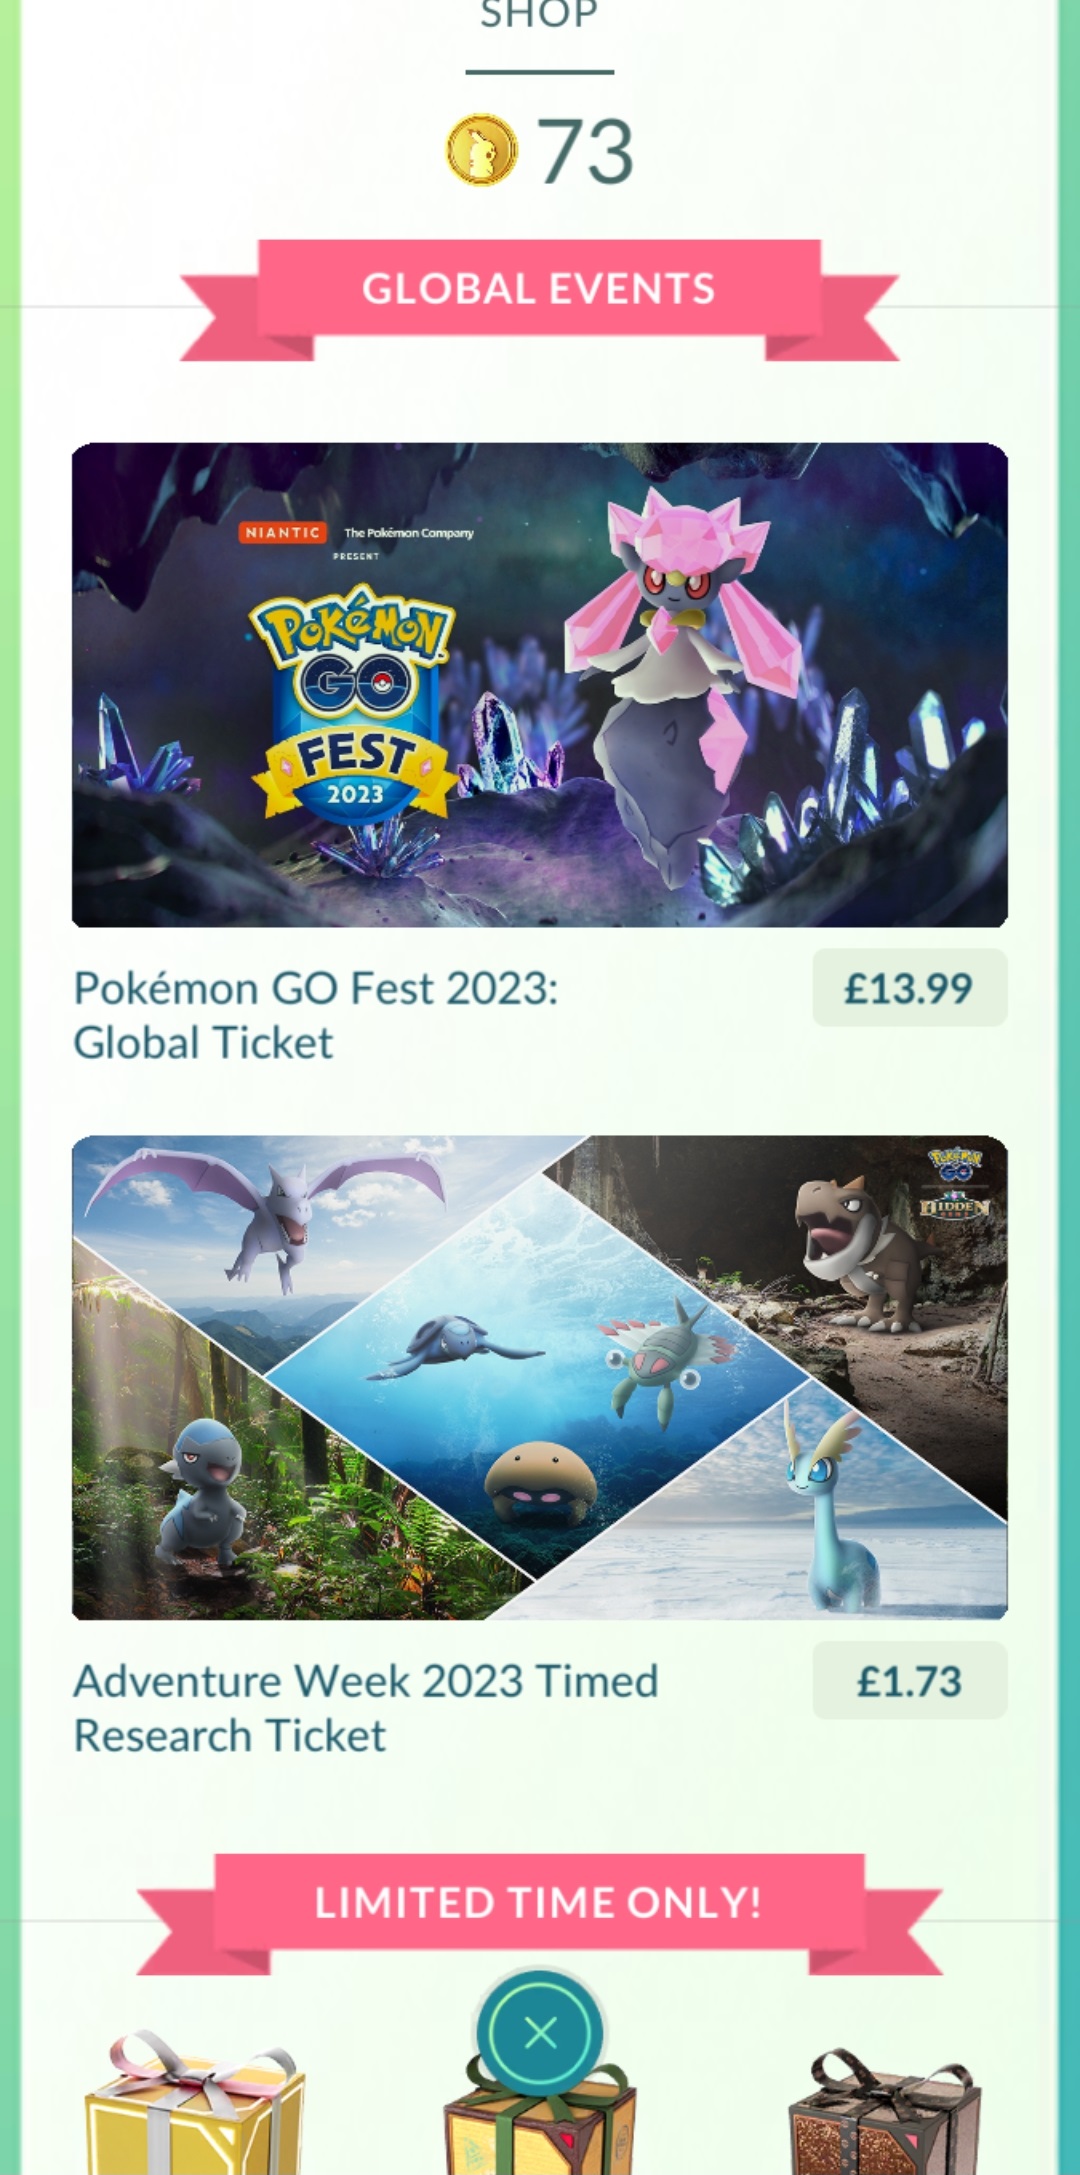 SHOP
73
GLOBAL EVENTS
NIANTIC The Pokémon Company
PRESENT
POKÉMON
GO
FEST
2023
Pokémon GO Fest 2023:
Global Ticket
£13.99
POKÉMON
GO
HIDDEN
Adventure Week 2023 Timed
Research Ticket
£1.73
LIMITED TIME ONLY!